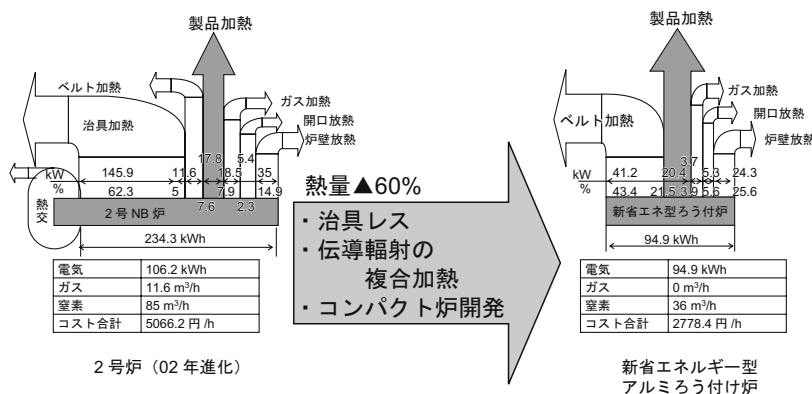 製品加熱
ベルト加熱
治具加熱
ガス加熱
開口放熱
炉壁放熱
17.8 5.4
kW 145.9 11.6 18.5 35
% 62.3 5 7.9 14.9
7.6 2.3
熱交
2号NB炉
234.3 kWh
電気 106.2 kWh
ガス 11.6 m³/h
窒素 85 m³/h
コスト合計 5066.2 円/h
2号炉（02年進化）
熱量▲60%
・治具レス
・伝導輻射の
複合加熱
・コンパクト炉開発
製品加熱
ベルト加熱
ガス加熱
開口放熱
炉壁放熱
3.7
kW 41.2 20.4 5.3 24.3
% 43.4 21.5 3.9 5.6 25.6
新省エネ型ろう付炉
94.9 kWh
電気 94.9 kWh
ガス 0 m³/h
窒素 36 m³/h
コスト合計 2778.4 円/h
新省エネルギー型
アルミろう付け炉